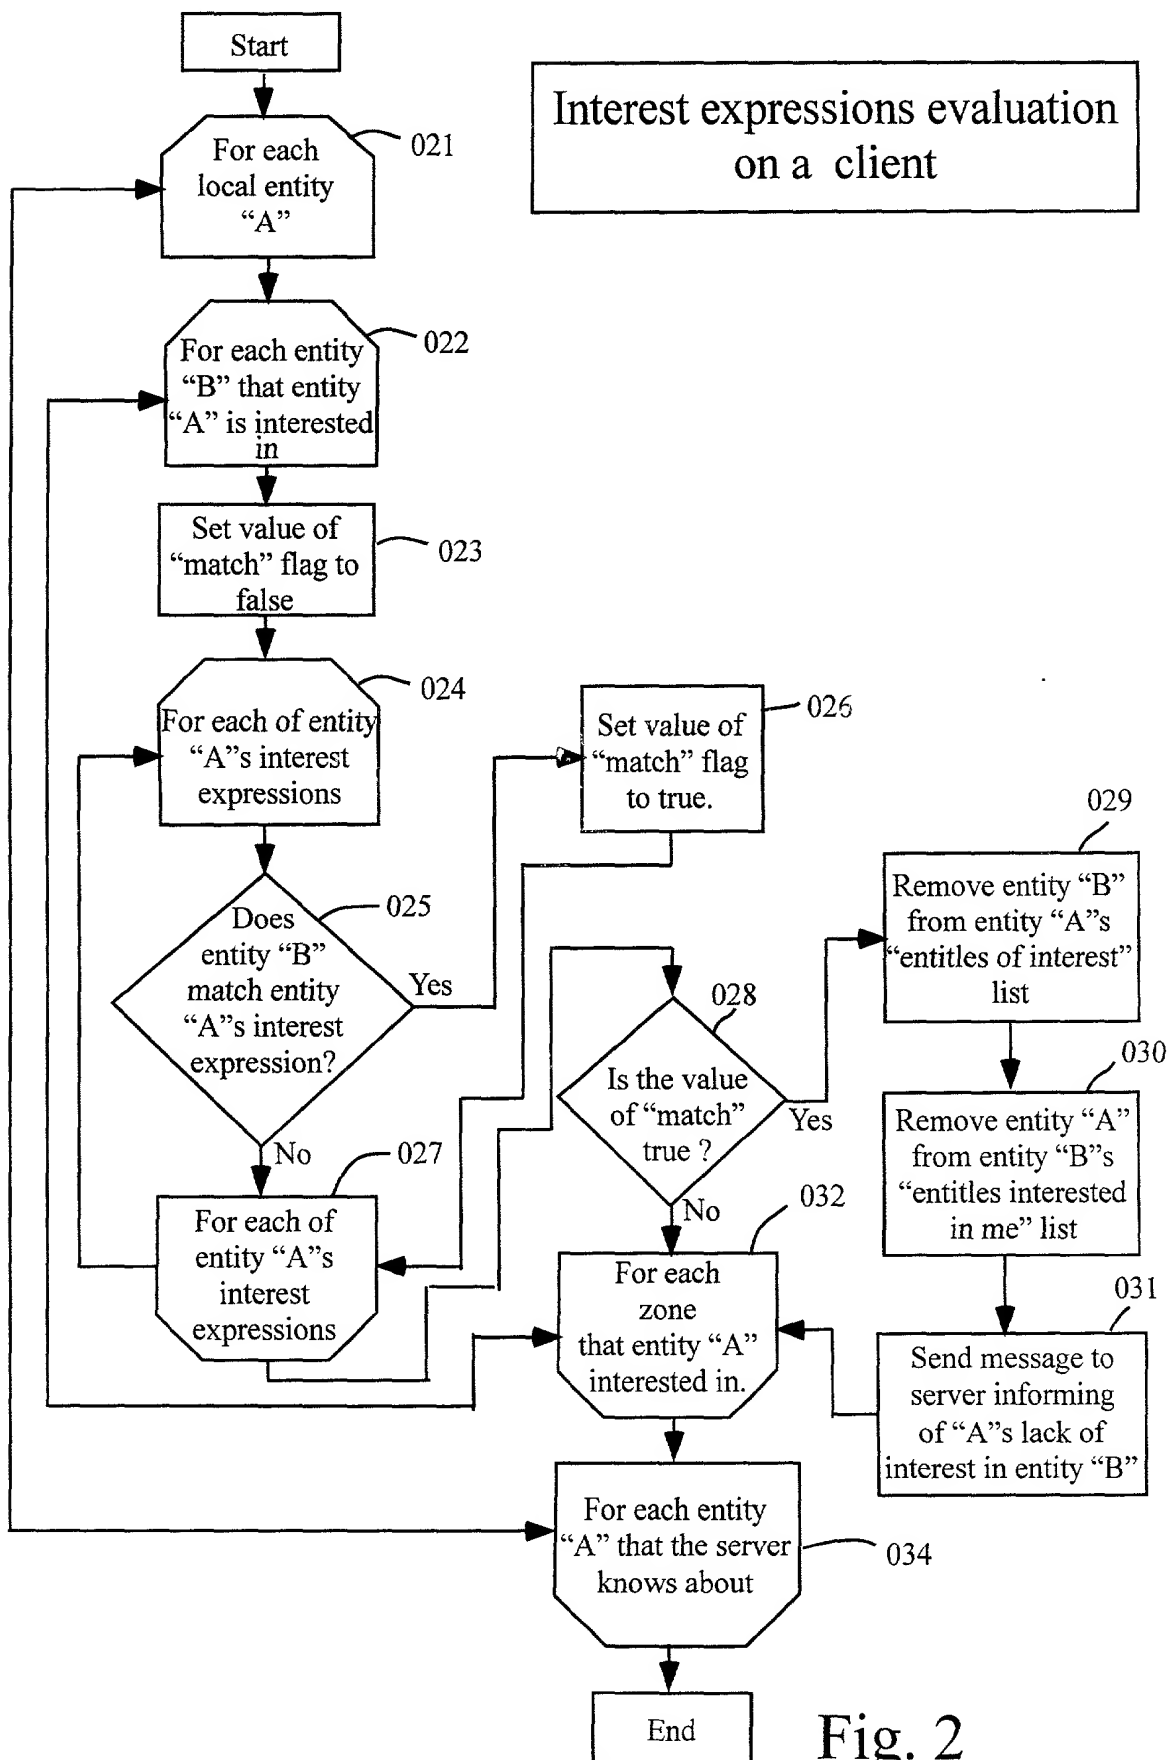 Start
Interest expressions evaluation
on a client
021
For each
local entity
“A”
022
For each entity
“B” that entity
“A” is interested
in
023
Set value of
“match” flag to
false
024
For each of entity
“A”s interest
expressions
026
Set value of
“match” flag
to true.
025
Does
entity “B”
match entity
“A”s interest
expression?
Yes
No
027
For each of
entity “A”s
interest
expressions
028
Is the value
of “match”
true ?
Yes
No
029
Remove entity “B”
from entity “A”s
“entitles of interest”
list
030
Remove entity “A”
from entity “B”s
“entitles interested
in me” list
031
Send message to
server informing
of “A”s lack of
interest in entity “B”
032
For each
zone
that entity “A”
interested in.
034
For each entity
“A” that the server
knows about
End
Fig. 2